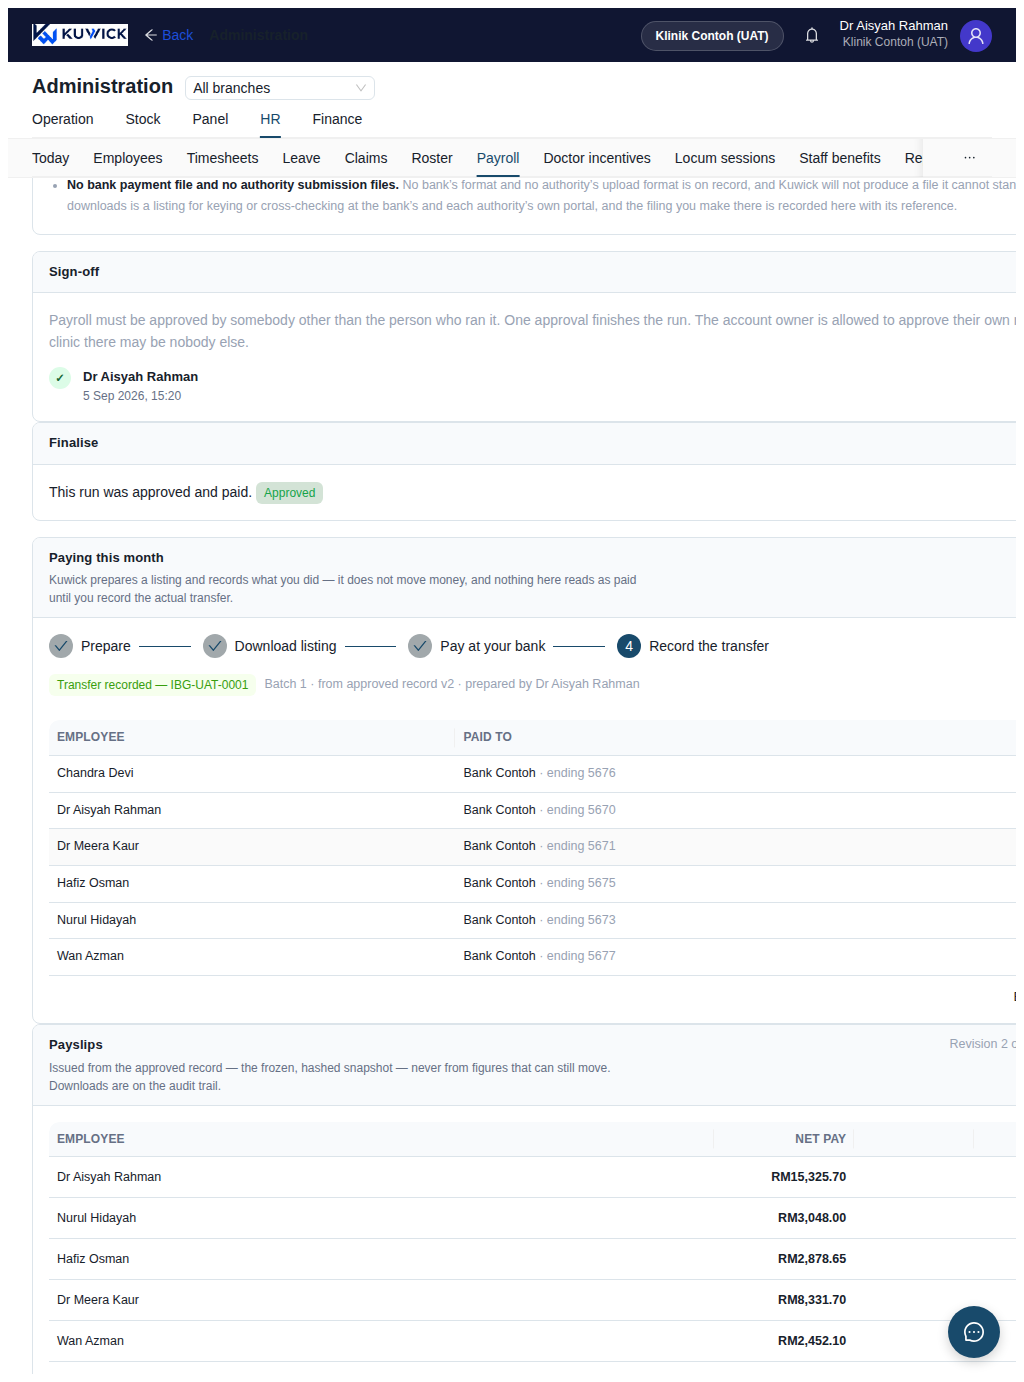 KUVVICK
Back
Administration
Klinik Contoh (UAT)
Dr Aisyah Rahman
Klinik Contoh (UAT)
Administration
All branches
Operation Stock Panel HR Finance
Today Employees Timesheets Leave Claims Roster Payroll Doctor incentives Locum sessions Staff benefits Re ...
No bank payment file and no authority submission files. No bank's format and no authority's upload format is on record, and Kuwick will not produce a file it cannot stan
downloads is a listing for keying or cross-checking at the bank's and each authority's own portal, and the filing you make there is recorded here with its reference.
Sign-off
Payroll must be approved by somebody other than the person who ran it. One approval finishes the run. The account owner is allowed to approve their own
clinic there may be nobody else.
Dr Aisyah Rahman
5 Sep 2026, 15:20
Finalise
This run was approved and paid. Approved
Paying this month
Kuwick prepares a listing and records what you did — it does not move money, and nothing here reads as paid
until you record the actual transfer.
Prepare Download listing Pay at your bank 4 Record the transfer
Transfer recorded — IBG-UAT-0001 Batch 1 · from approved record v2 · prepared by Dr Aisyah Rahman
EMPLOYEE PAID TO
Chandra Devi Bank Contoh · ending 5676
Dr Aisyah Rahman Bank Contoh · ending 5670
Dr Meera Kaur Bank Contoh · ending 5671
Hafiz Osman Bank Contoh · ending 5675
Nurul Hidayah Bank Contoh · ending 5673
Wan Azman Bank Contoh · ending 5677
Payslips
Revision 2 o
Issued from the approved record — the frozen, hashed snapshot — never from figures that can still move.
Downloads are on the audit trail.
EMPLOYEE NET PAY
Dr Aisyah Rahman RM15,325.70
Nurul Hidayah RM3,048.00
Hafiz Osman RM2,878.65
Dr Meera Kaur RM8,331.70
Wan Azman RM2,452.10